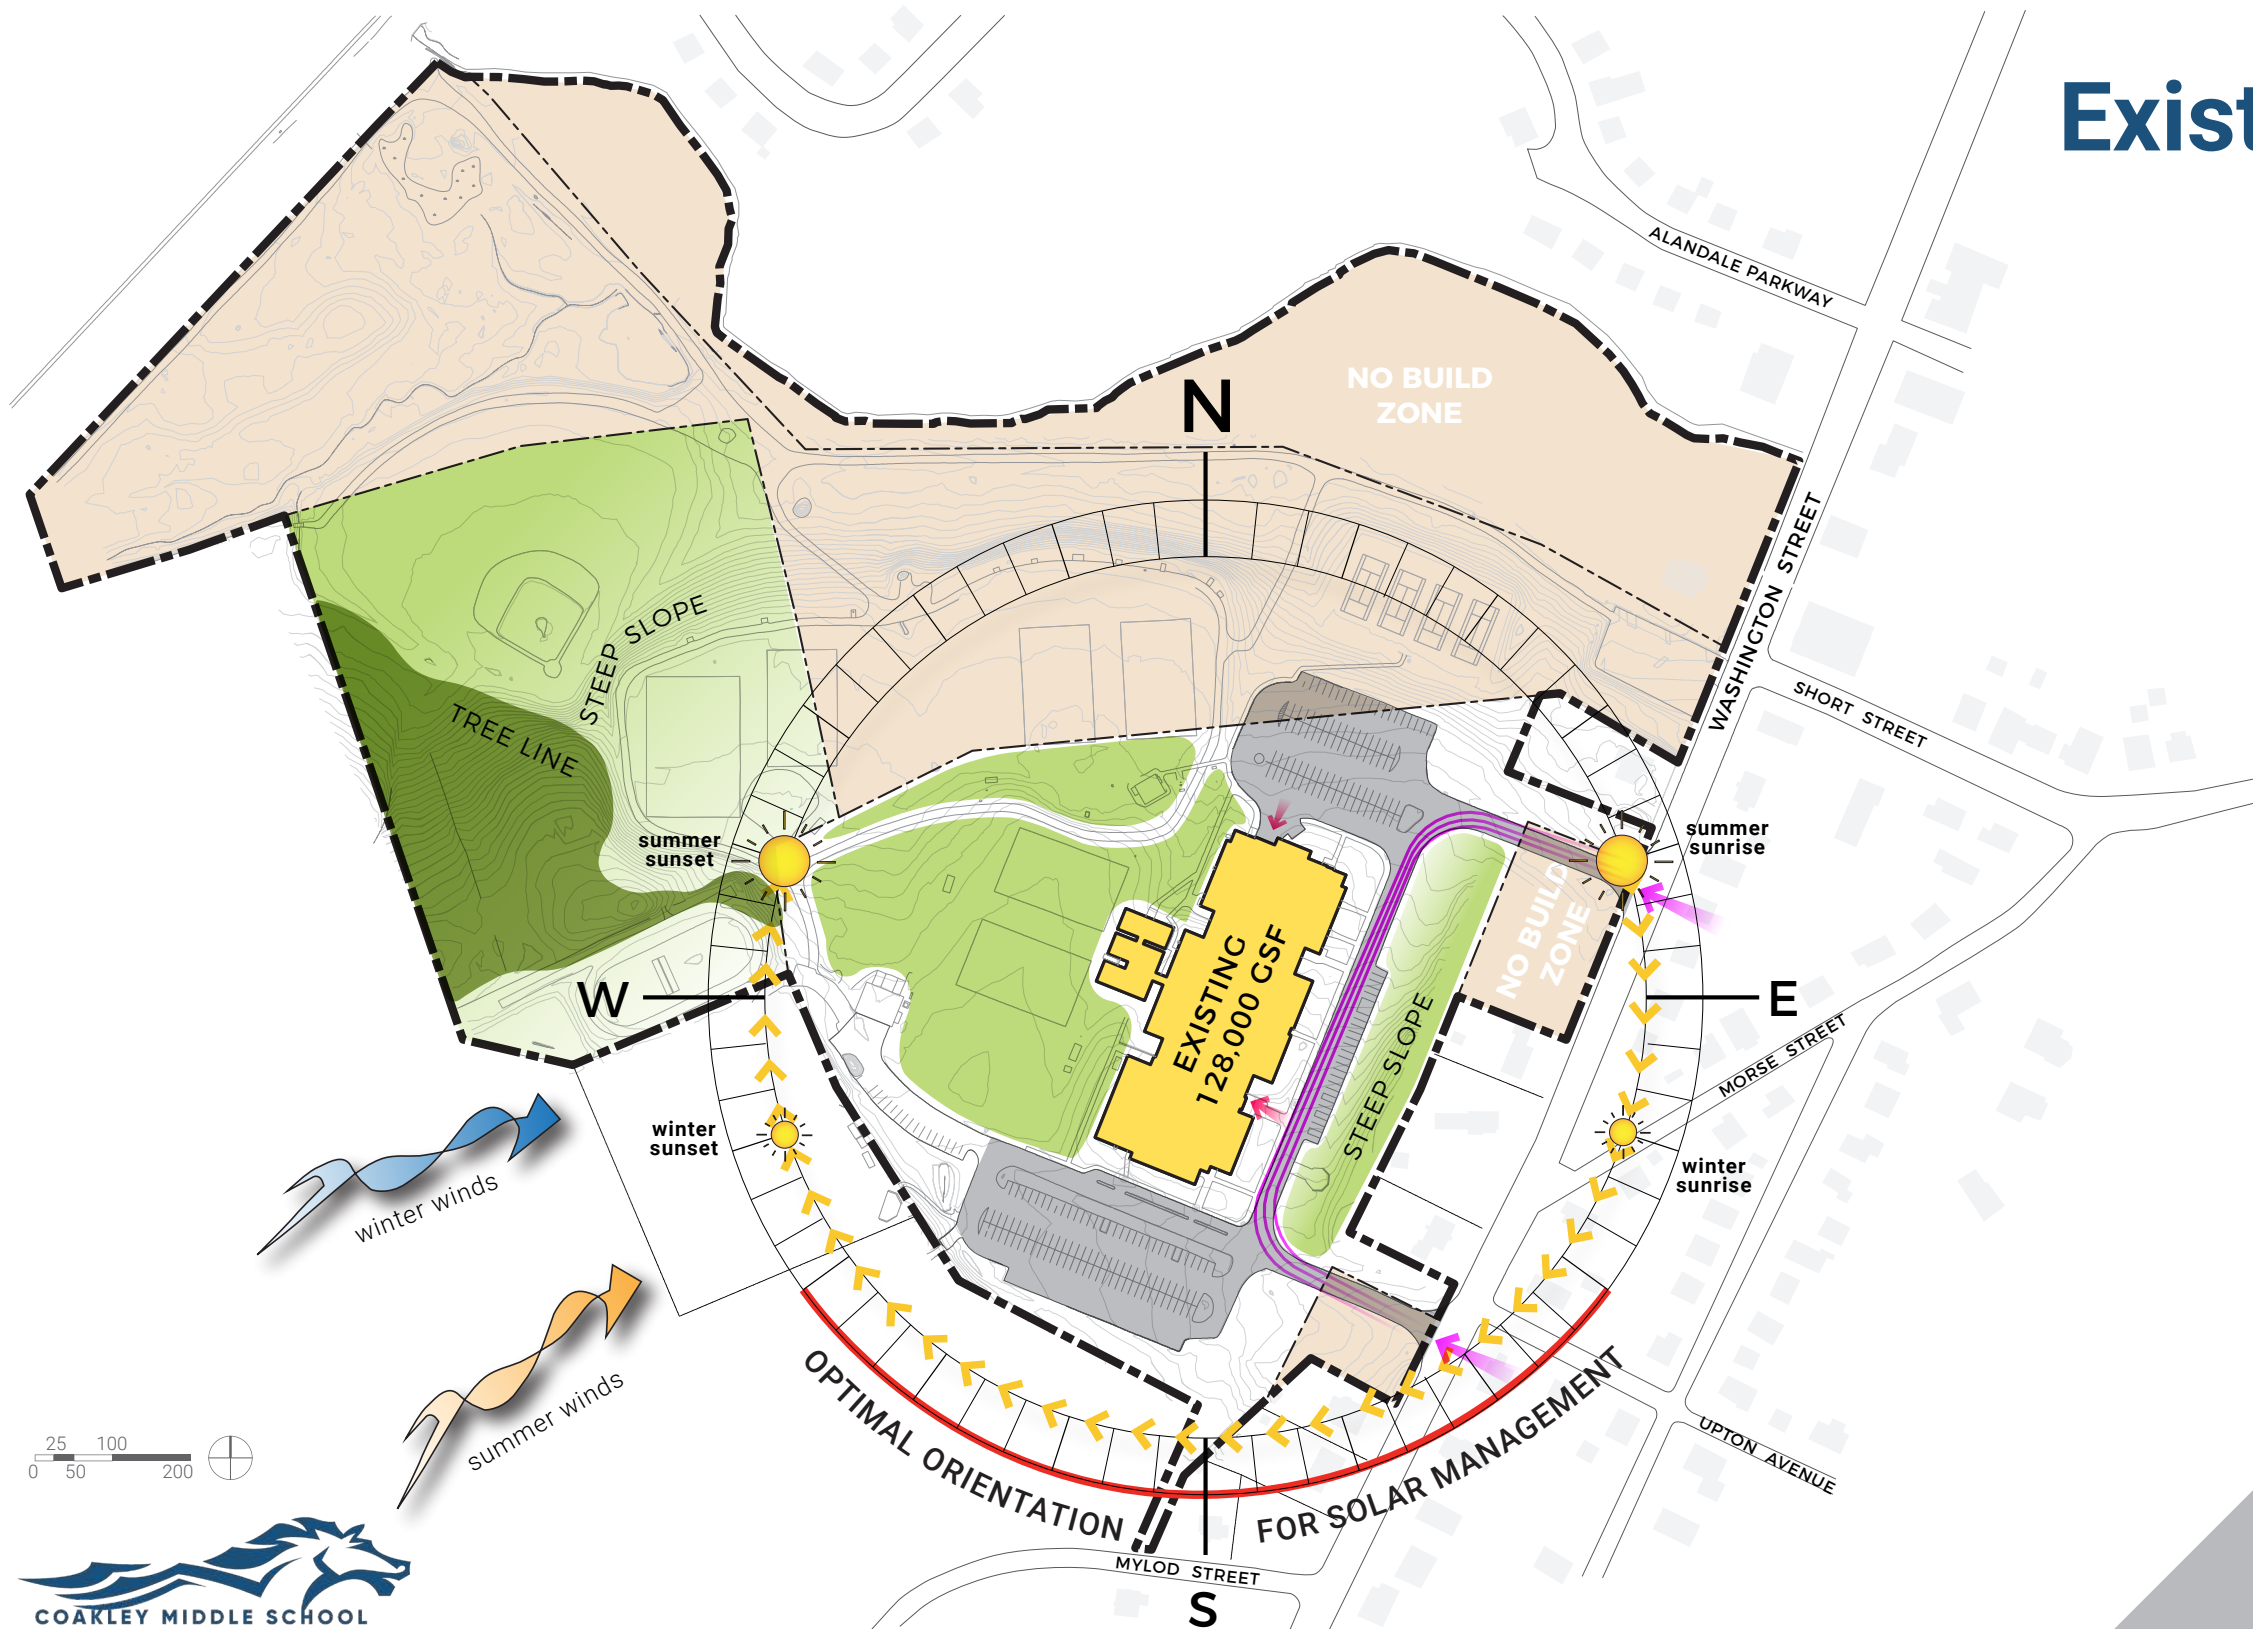 Exist
ALANDALE PARKWAY
NO BUILD
ZONE
N
WASHINGTON STREET
SHORT STREET
STEEP SLOPE
TREE LINE
summer
sunset
summer
sunrise
NO BUILD
ZONE
EXISTING
128,000 GSF
W
E
STEEP SLOPE
MORSE STREET
winter
sunset
winter
sunrise
winter winds
summer winds
OPTIMAL ORIENTATION
FOR SOLAR MANAGEMENT
UPTON AVENUE
25 100
0 50 200
MYLOD STREET
S
COAKLEY MIDDLE SCHOOL